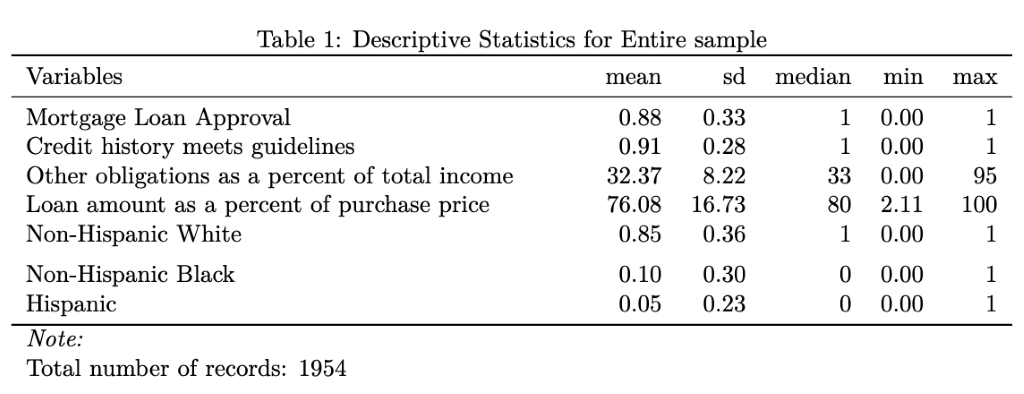 Table 1: Descriptive Statistics for Entire sample
Variables mean sd median min max
Mortgage Loan Approval 0.88 0.33 1 0.00 1
Credit history meets guidelines 0.91 0.28 1 0.00 1
Other obligations as a percent of total income 32.37 8.22 33 0.00 95
Loan amount as a percent of purchase price 76.08 16.73 80 2.11 100
Non-Hispanic White 0.85 0.36 1 0.00 1
Non-Hispanic Black 0.10 0.30 0 0.00 1
Hispanic 0.05 0.23 0 0.00 1
Note:
Total number of records: 1954